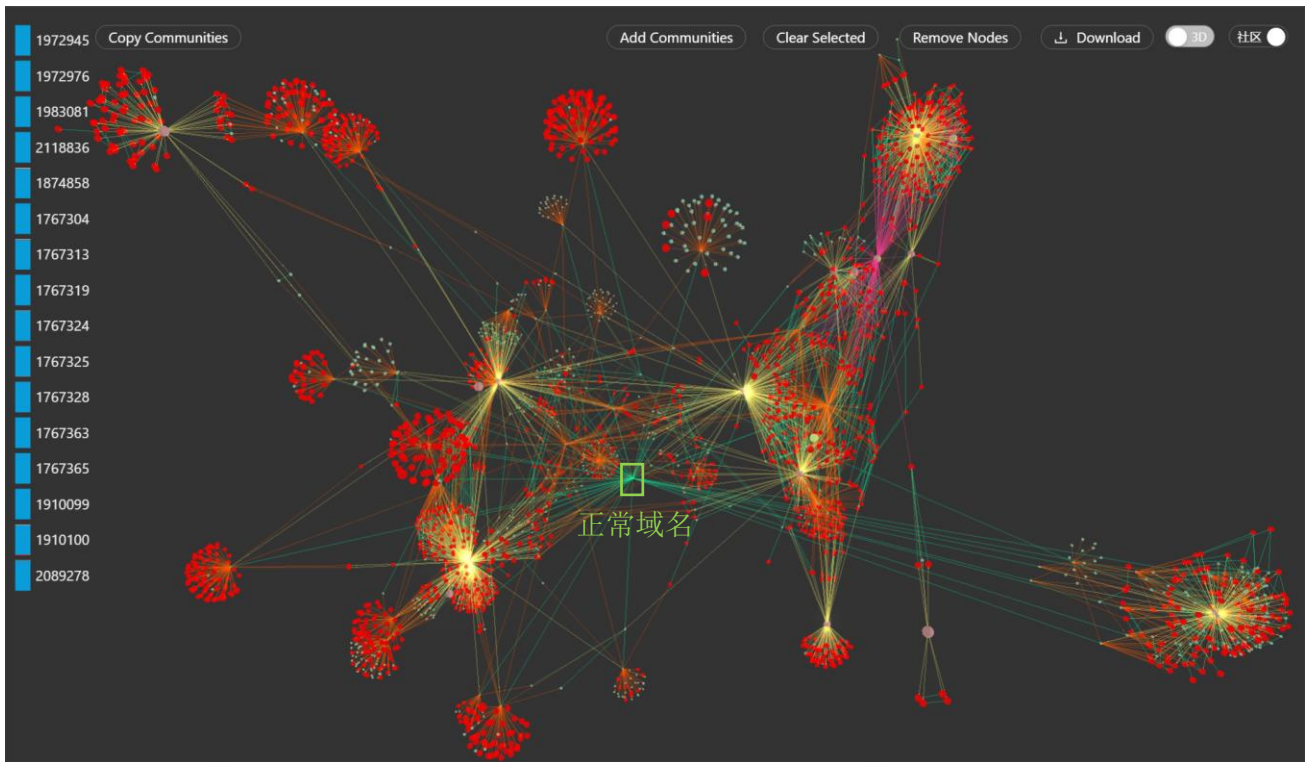 Copy Communities
Add Communities
Clear Selected
Remove Nodes
Download
3D
社区
1972945
1972976
1983081
2118836
1874858
1767304
1767313
1767319
1767324
1767325
1767328
1767363
1767365
1910099
1910100
2089278
正常域名